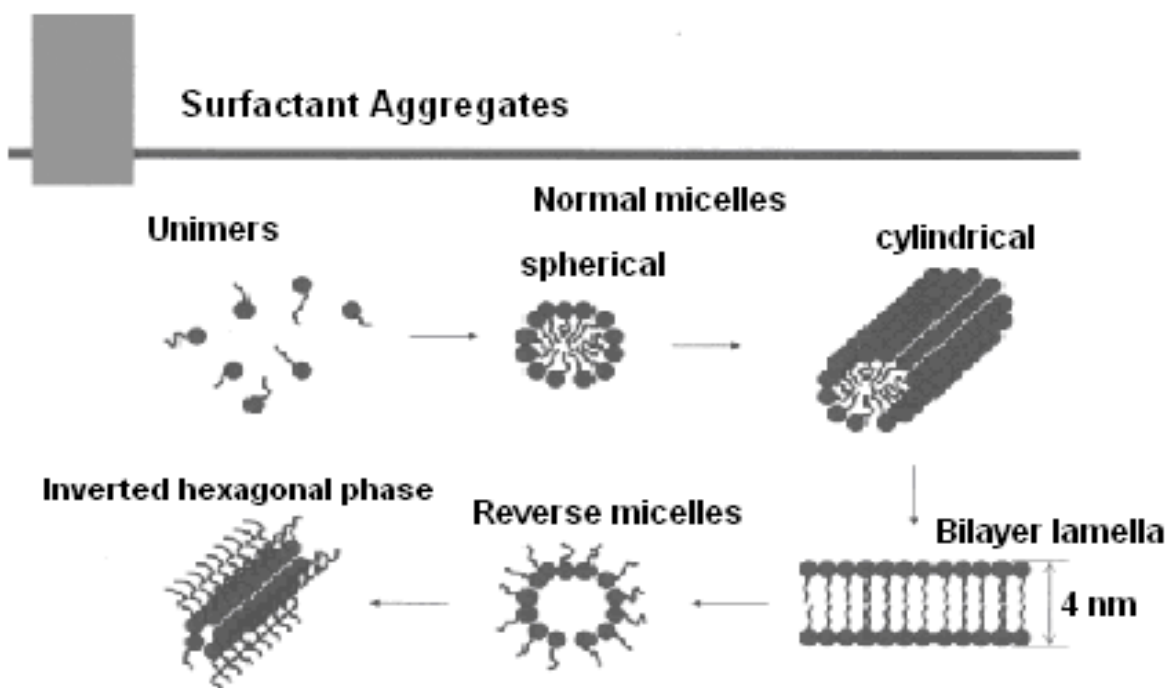 Surfactant Aggregates
Normal micelles
Unimers
spherical
cylindrical
Inverted hexagonal phase
Reverse micelles
Bilayer lamella
4 nm